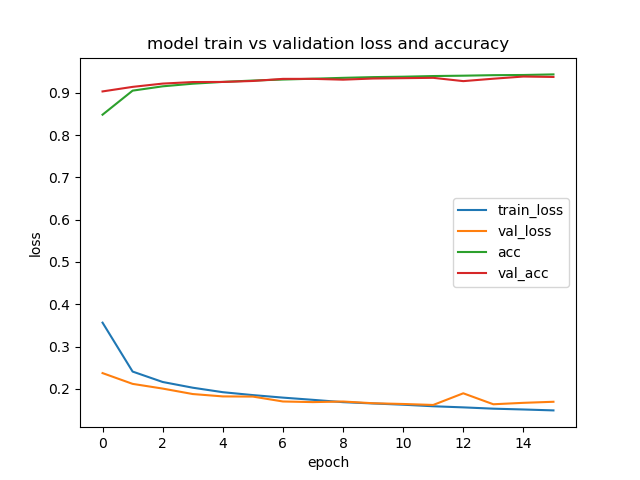 model train vs validation loss and accuracy
0.9
0.8
0.7
0.6
0.5
0.4
0.3
0.2
loss
train_loss
val_loss
acc
val_acc
0 2 4 6 8 10 12 14
epoch